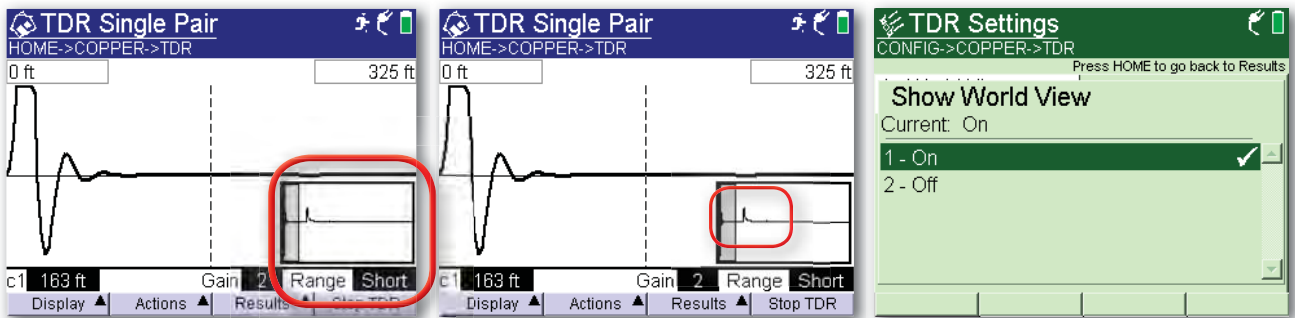 TDR Single Pair
HOME->COPPER->TDR
0 ft
325 ft
c1 163 ft Gain 2 Range Short
Display Actions Results Stop TDR
TDR Single Pair
HOME->COPPER->TDR
0 ft
325 ft
c1 163 ft Gain 2 Range Short
Display Actions Results Stop TDR
TDR Settings
CONFIG->COPPER->TDR
Press HOME to go back to Results
Show World View
Current: On
1 - On
2 - Off